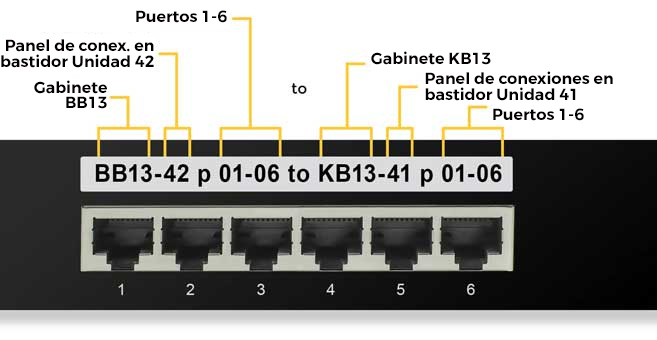 Puertos 1-6
Panel de conex. en
bastidor Unidad 42
Gabinete
BB13
to
Gabinete KB13
Panel de conexiones en
bastidor Unidad 41
Puertos 1-6
BB13-42 p 01-06 to KB13-41 p 01-06
1 2 3 4 5 6